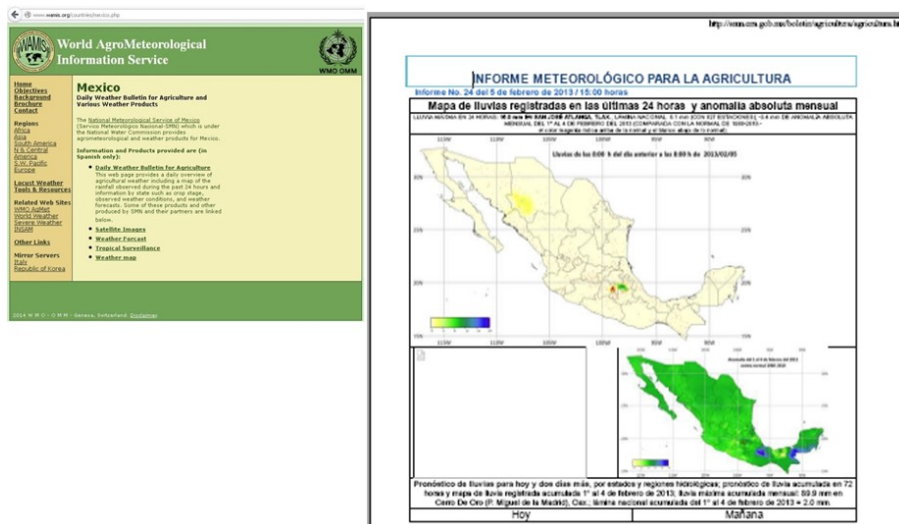 www.wamis.org/countries/mexico.php
WAMIS
World AgroMeteorological
Information Service
WMO OMM
Home
Objectives
Background
Brochure
Contact
Regions
Africa
Asia
South America
N & Central
America
S.W. Pacific
Europe
Locust Weather
Tools & Resources
Related Web Sites
WMO AgMet
World Weather
Severe Weather
INSAM
Other Links
Mirror Servers
Italy
Republic of Korea
Mexico
Daily Weather Bulletin for Agriculture and
Various Weather Products
The National Meteorological Service of Mexico
(Servico Meteorologico Nacional-SMN) which is under
the National Water Commission provides
agrometeorological and weather products for Mexico.
Information and Products provided are (in
Spanish only):
Daily Weather Bulletin for Agriculture
This web page provides a daily overview of
agricultural weather including a map of the
rainfall observed during the past 24 hours and
information by state such as crop stage,
observed weather conditions, and weather
forecasts. Some of these products and other
produced by SMN and their partners are linked
below.
Satellite Images
Weather Forcast
Tropical Surveillance
Weather map
2014 W M O - O M M - Geneva, Switzerland. Disclaimer
INFORME METEOROLÓGICO PARA LA AGRICULTURA
Informe No. 24 del 5 de febrero de 2013 / 15:00 horas
Mapa de lluvias registradas en las últimas 24 horas y anomalia absoluta mensual
Lluvias de las 8:00 h del día anterior a las 8:00 h de 2013/02/05
Pronóstico de lluvias para hoy y dos días más, por estados y regiones hidrológicas; pronóstico de lluvia acumulada en 72
horas y mapa de lluvia registrada acumulada 1° al 4 de febrero de 2013; lluvia máxima acumulada mensual: 89.9 mm en
Cerro De Oro (P. Miguel de la Madrid), Oax.; lámina nacional acumulada del 1° al 4 de febrero de 2013 = 2.0 mm.
Hoy
Mañana